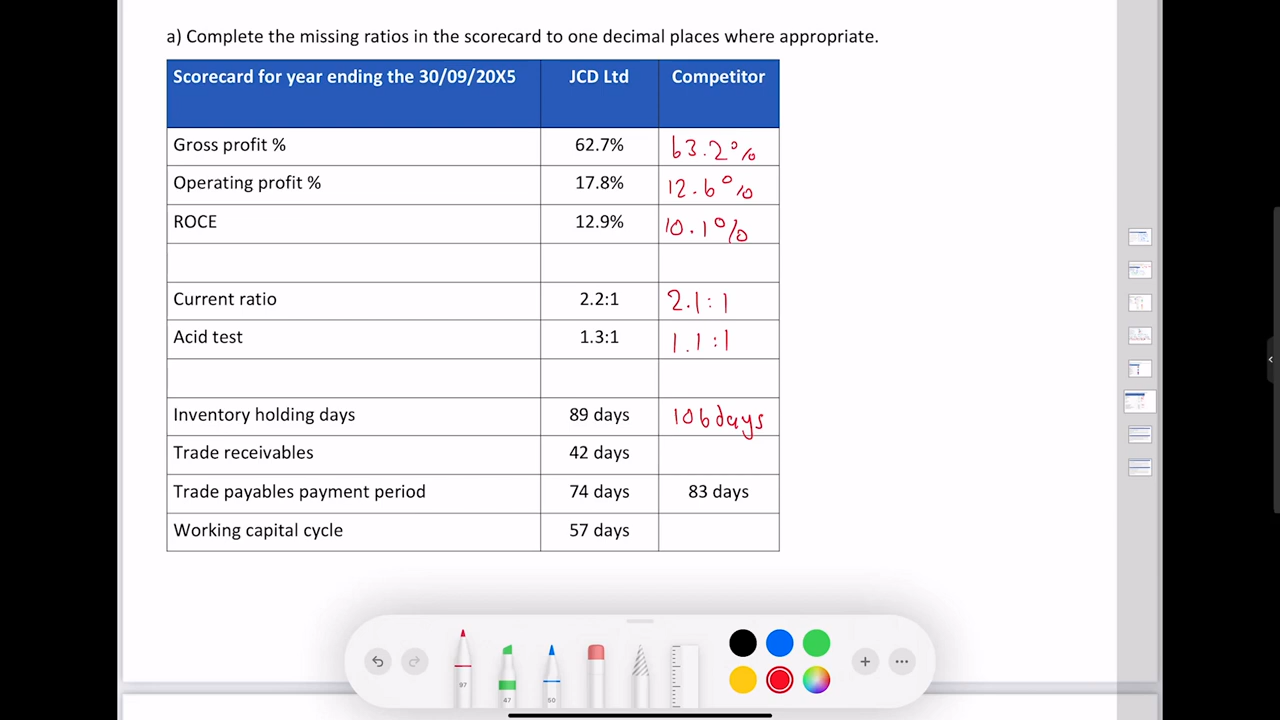 a) Complete the missing ratios in the scorecard to one decimal places where appropriate.
Scorecard for year ending the 30/09/20X5 JCD Ltd Competitor
Gross profit % 62.7% 63.2%
Operating profit % 17.8% 12.6%
ROCE 12.9% 10.1%
Current ratio 2.2:1 2.1:1
Acid test 1.3:1 1.1:1
Inventory holding days 89 days 106 days
Trade receivables 42 days
Trade payables payment period 74 days 83 days
Working capital cycle 57 days
97 47 50